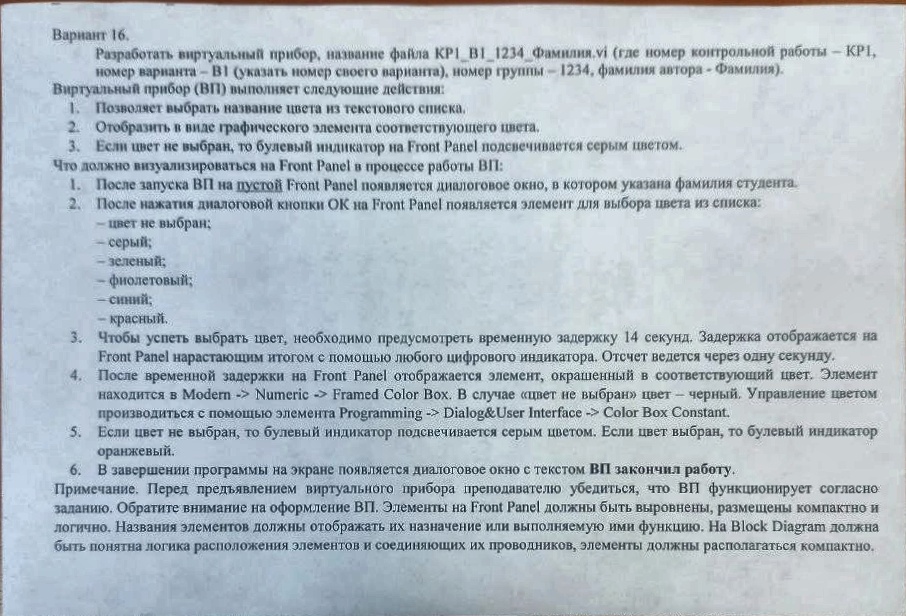 Вариант 16.
Разработать виртуальный прибор, название файла КР1_В1_1234_Фамилия.vi (где номер контрольной работы – КР1,
номер варианта – В1 (указать номер своего варианта), номер группы – 1234, фамилия автора - Фамилия).
Виртуальный прибор (ВП) выполняет следующие действия:
1. Позволяет выбрать название цвета из текстового списка.
2. Отобразить в виде графического элемента соответствующего цвета.
3. Если цвет не выбран, то булевый индикатор на Front Panel подсвечивается серым цветом.
Что должно визуализироваться на Front Panel в процессе работы ВП:
1. После запуска ВП на пустой Front Panel появляется диалоговое окно, в котором указана фамилия студента.
2. После нажатия диалоговой кнопки ОК на Front Panel появляется элемент для выбора цвета из списка:
– цвет не выбран;
– серый;
– зеленый;
– фиолетовый;
– синий;
– красный.
3. Чтобы успеть выбрать цвет, необходимо предусмотреть временную задержку 14 секунд. Задержка отображается на
Front Panel нарастающим итогом с помощью любого цифрового индикатора. Отсчет ведется через одну секунду.
4. После временной задержки на Front Panel отображается элемент, окрашенный в соответствующий цвет. Элемент
находится в Modern -> Numeric -> Framed Color Box. В случае «цвет не выбран» цвет – черный. Управление цветом
производиться с помощью элемента Programming -> Dialog&User Interface -> Color Box Constant.
5. Если цвет не выбран, то булевый индикатор подсвечивается серым цветом. Если цвет выбран, то булевый индикатор
оранжевый.
6. В завершении программы на экране появляется диалоговое окно с текстом ВП закончил работу.
Примечание. Перед предъявлением виртуального прибора преподавателю убедиться, что ВП функционирует согласно
заданию. Обратите внимание на оформление ВП. Элементы на Front Panel должны быть выровнены, размещены компактно и
логично. Названия элементов должны отображать их назначение или выполняемую ими функцию. На Block Diagram должна
быть понятна логика расположения элементов и соединяющих их проводников, элементы должны располагаться компактно.